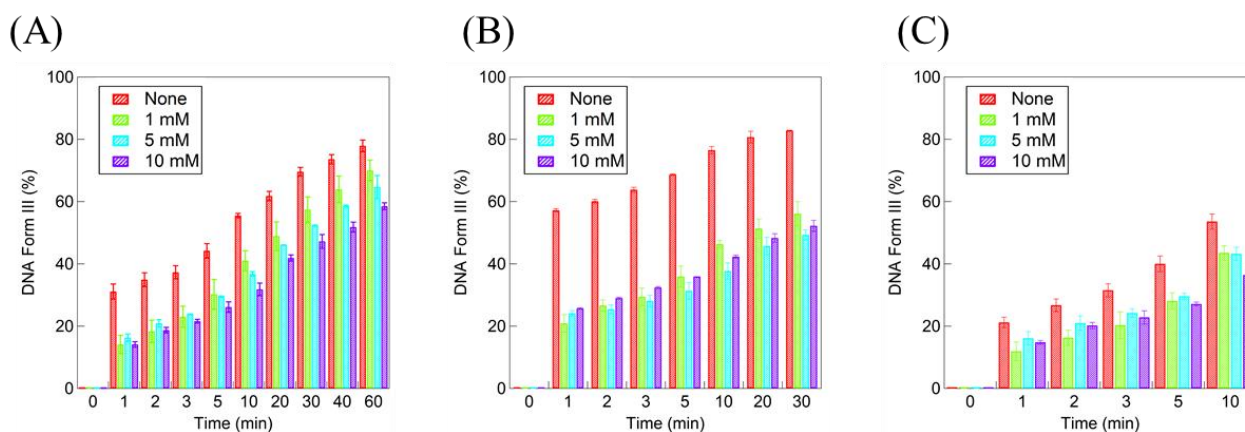 (A)
100
80
60
40
20
0
DNA Form III (%)
None
1 mM
5 mM
10 mM
0 1 2 3 5 10 20 30 40 60
Time (min)
(B)
100
80
60
40
20
0
DNA Form III (%)
None
1 mM
5 mM
10 mM
0 1 2 3 5 10 20 30
Time (min)
(C)
100
80
60
40
20
0
DNA Form III (%)
None
1 mM
5 mM
10 mM
0 1 2 3 5 10
Time (min)